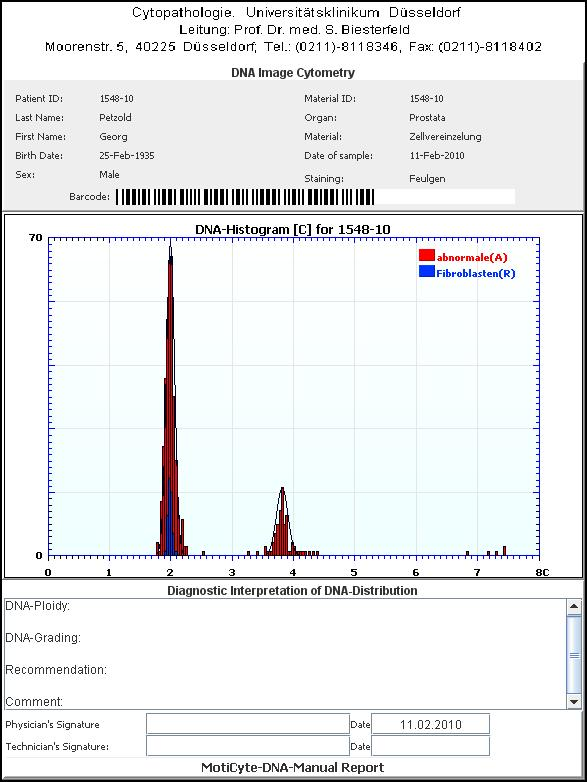 Cytopathologie. Universitätsklinikum Düsseldorf
Leitung: Prof. Dr. med. S. Biesterfeld
Moorenstr. 5, 40225 Düsseldorf, Tel.: (0211)-8118346, Fax: (0211)-8118402
DNA Image Cytometry
Patient ID: 1548-10 Material ID: 1548-10
Last Name: Petzold Organ: Prostata
First Name: Georg Material: Zellvereinzelung
Birth Date: 25-Feb-1935 Date of sample: 11-Feb-2010
Sex: Male Staining: Feulgen
Barcode:
DNA-Histogram [C] for 1548-10
70
abnormale(A)
Fibroblasten(R)
0
0 1 2 3 4 5 6 7 8C
Diagnostic Interpretation of DNA-Distribution
DNA-Ploidy:
DNA-Grading:
Recommendation:
Comment:
Physician's Signature Date 11.02.2010
Technician's Signature: Date
MotiCyte-DNA-Manual Report